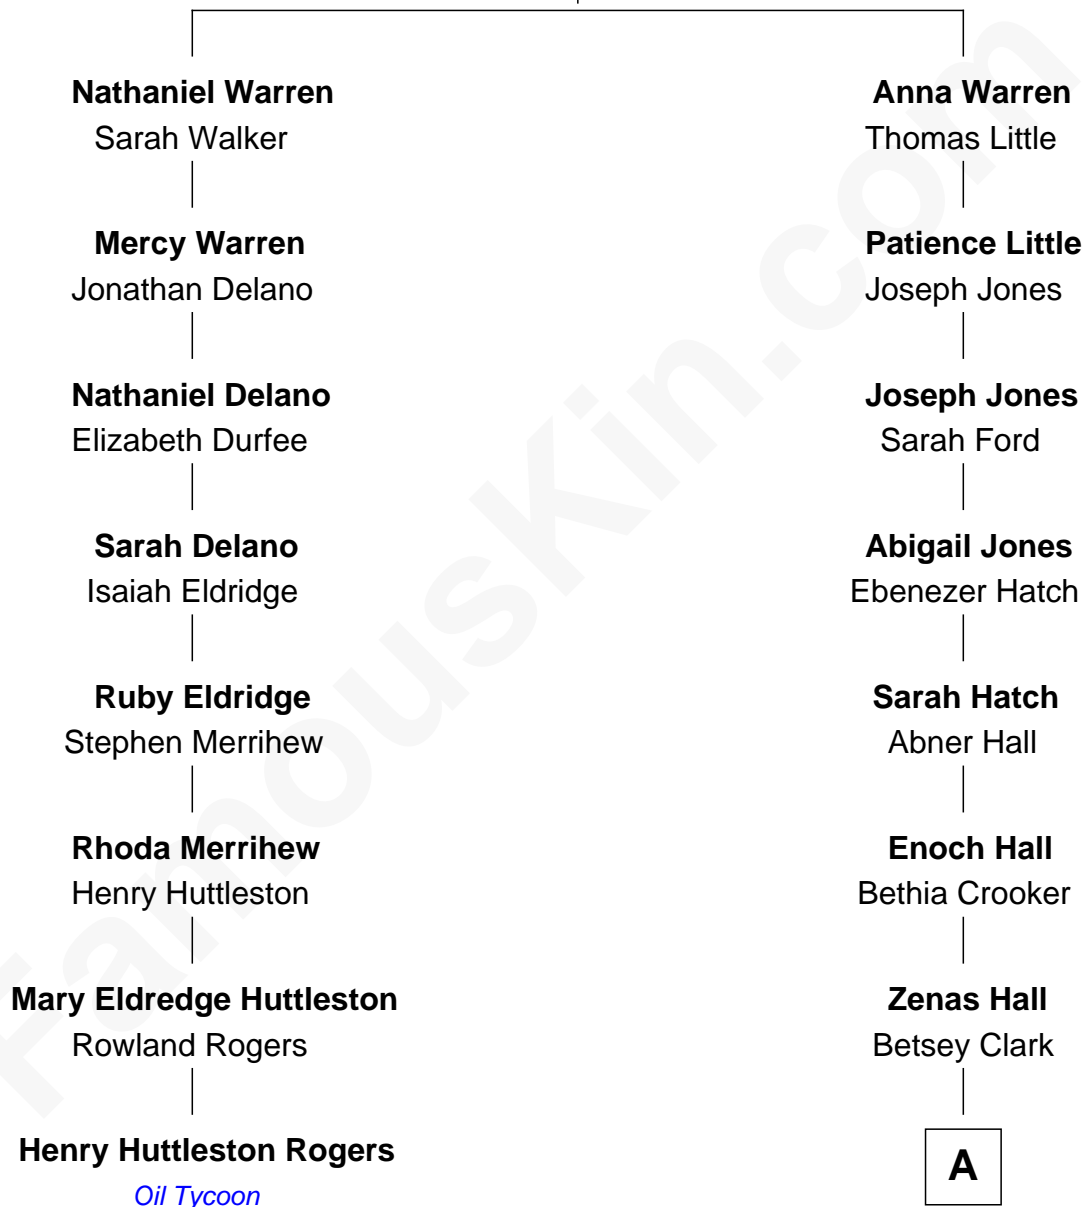 Nathaniel Warren
Sarah Walker
Mercy Warren
Jonathan Delano
Nathaniel Delano
Elizabeth Durfee
Sarah Delano
Isaiah Eldridge
Ruby Eldridge
Stephen Merrihew
Rhoda Merrihew
Henry Huttleston
Mary Eldredge Huttleston
Rowland Rogers
Henry Huttleston Rogers
Oil Tycoon
Anna Warren
Thomas Little
Patience Little
Joseph Jones
Joseph Jones
Sarah Ford
Abigail Jones
Ebenezer Hatch
Sarah Hatch
Abner Hall
Enoch Hall
Bethia Crooker
Zenas Hall
Betsey Clark
A
FamousKin.com